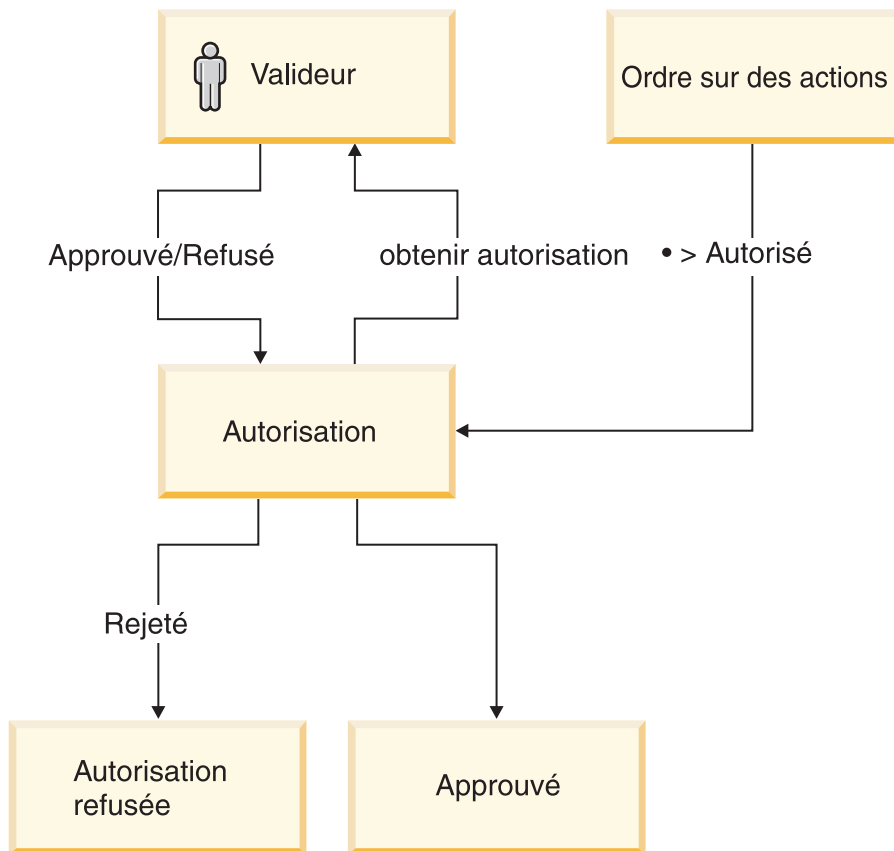 Valideur
Ordre sur des actions
Approuvé/Refusé
obtenir autorisation
• > Autorisé
Autorisation
Rejeté
Autorisation
refusée
Approuvé